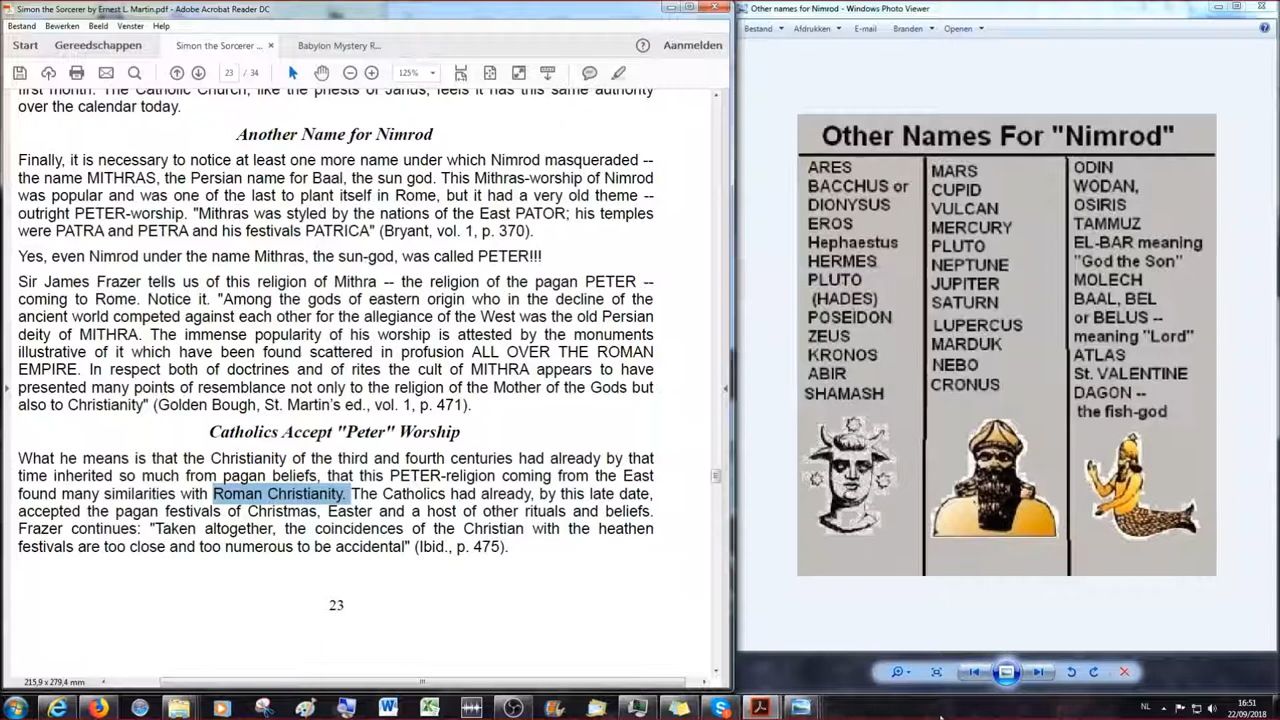 Simon the Sorcerer by Ernest L. Martin.pdf - Adobe Acrobat Reader DC
Bestand Bewerken Beeld Venster Help
Start Gereedschappen Simon the Sorcerer ... × Babylon Mystery R... Aanmelden
23 / 34 125%
first month. The Catholic Church, like the priests of Janus, feels it has this same authority
over the calendar today.
Another Name for Nimrod
Finally, it is necessary to notice at least one more name under which Nimrod masqueraded --
the name MITHRAS, the Persian name for Baal, the sun god. This Mithras-worship of Nimrod
was popular and was one of the last to plant itself in Rome, but it had a very old theme --
outright PETER-worship. "Mithras was styled by the nations of the East PATOR; his temples
were PATRA and PETRA and his festivals PATRICA" (Bryant, vol. 1, p. 370).
Yes, even Nimrod under the name Mithras, the sun-god, was called PETER!!!
Sir James Frazer tells us of this religion of Mithra -- the religion of the pagan PETER --
coming to Rome. Notice it. "Among the gods of eastern origin who in the decline of the
ancient world competed against each other for the allegiance of the West was the old Persian
deity of MITHRA. The immense popularity of his worship is attested by the monuments
illustrative of it which have been found scattered in profusion ALL OVER THE ROMAN
EMPIRE. In respect both of doctrines and of rites the cult of MITHRA appears to have
presented many points of resemblance not only to the religion of the Mother of the Gods but
also to Christianity" (Golden Bough, St. Martin's ed., vol. 1, p. 471).
Catholics Accept "Peter" Worship
What he means is that the Christianity of the third and fourth centuries had already by that
time inherited so much from pagan beliefs, that this PETER-religion coming from the East
found many similarities with Roman Christianity. The Catholics had already, by this late date,
accepted the pagan festivals of Christmas, Easter and a host of other rituals and beliefs.
Frazer continues: "Taken altogether, the coincidences of the Christian with the heathen
festivals are too close and too numerous to be accidental" (Ibid., p. 475).
23
215,9 x 279,4 mm
Other names for Nimrod - Windows Photo Viewer
Bestand Afdrukken E-mail Branden Openen
Other Names For "Nimrod"
ARES
BACCHUS or
DIONYSUS
EROS
Hephaestus
HERMES
PLUTO
(HADES)
POSEIDON
ZEUS
KRONOS
ABIR
SHAMASH
MARS
CUPID
VULCAN
MERCURY
PLUTO
NEPTUNE
JUPITER
SATURN
LUPERCUS
MARDUK
NEBO
CRONUS
ODIN
WODAN,
OSIRIS
TAMMUZ
EL-BAR meaning
"God the Son"
MOLECH
BAAL, BEL
or BELUS --
meaning "Lord"
ATLAS
St. VALENTINE
DAGON --
the fish-god
NL
16:51
22/09/2018